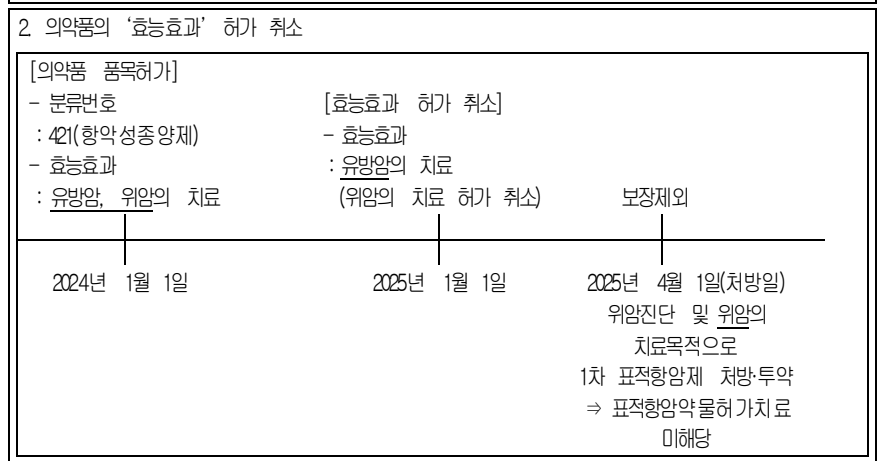 2. 의약품의 ‘효능효과’ 허가 취소
[의약품 품목허가]
- 분류번호
: 421(항악성종양제)
- 효능효과
: 유방암, 위암의 치료
[효능효과 허가 취소]
- 효능효과
: 유방암의 치료
(위암의 치료 허가 취소)
보장제외
2024년 1월 1일
2025년 1월 1일
2025년 4월 1일(처방일)
위암진단 및 위암의
치료목적으로
1차 표적항암제 처방·투약
⇒ 표적항암약물허가치료
미해당